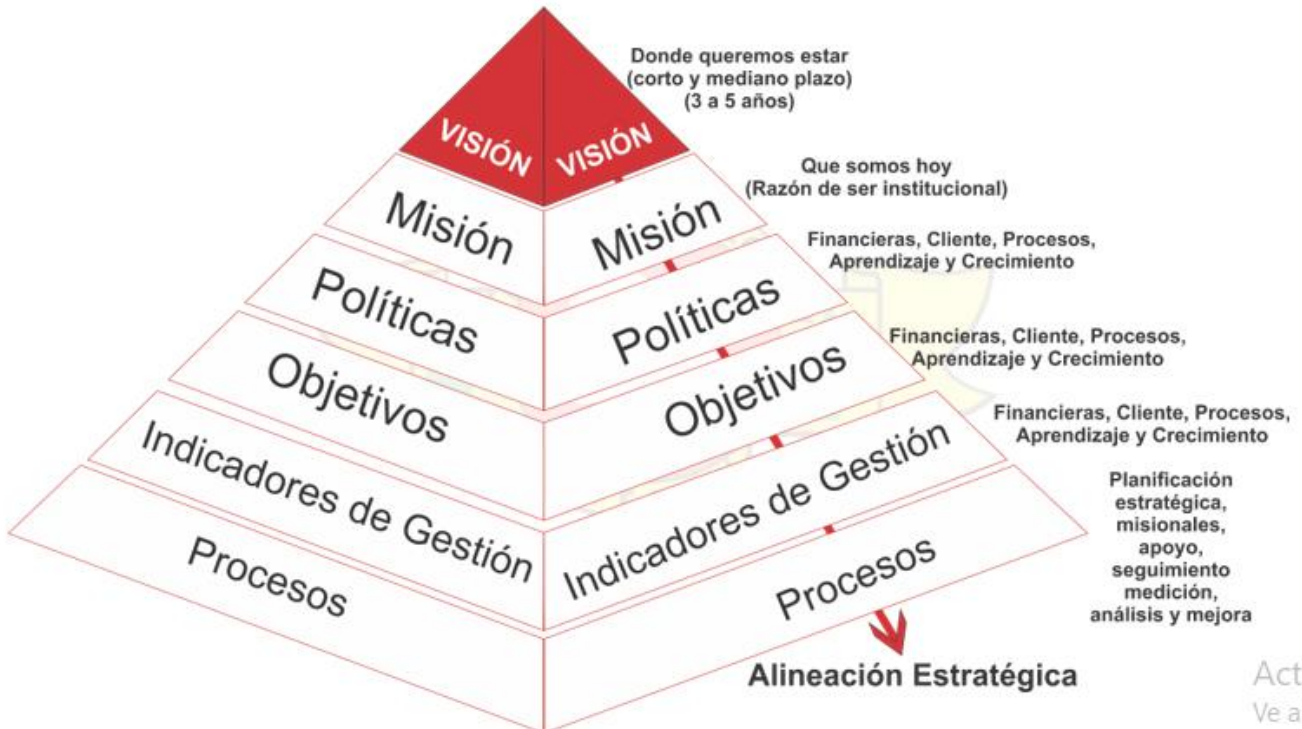 Donde queremos estar
(corto y mediano plazo)
(3 a 5 años)
VISIÓN
VISIÓN
Que somos hoy
(Razón de ser institucional)
Misión
Misión
Financieras, Cliente, Procesos,
Aprendizaje y Crecimiento
Políticas
Políticas
Financieras, Cliente, Procesos,
Aprendizaje y Crecimiento
Objetivos
Objetivos
Financieras, Cliente, Procesos,
Aprendizaje y Crecimiento
Indicadores de Gestión
Indicadores de Gestión
Planificación
estratégica,
misionales,
apoyo,
seguimiento
medición,
análisis y mejora
Procesos
Procesos
Alineación Estratégica
Act
Ve a